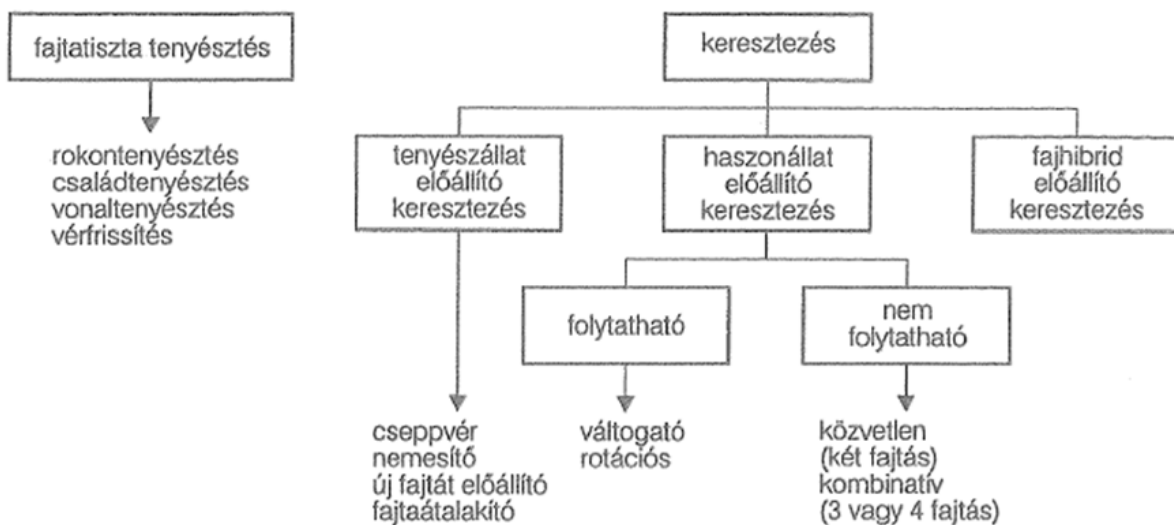 fajtatiszta tenyésztés
rokontenyésztés
családtenyésztés
vonaltenyésztés
vérfrissítés
keresztezés
tenyészállat
előállító
keresztezés
haszonállat
előállító
keresztezés
fajhibrid
előállító
keresztezés
folytatható
nem
folytatható
cseppvér
nemesítő
új fajtát előállító
fajtaátalakító
váltogató
rotációs
közvetlen
(két fajtás)
kombinatív
(3 vagy 4 fajtás)